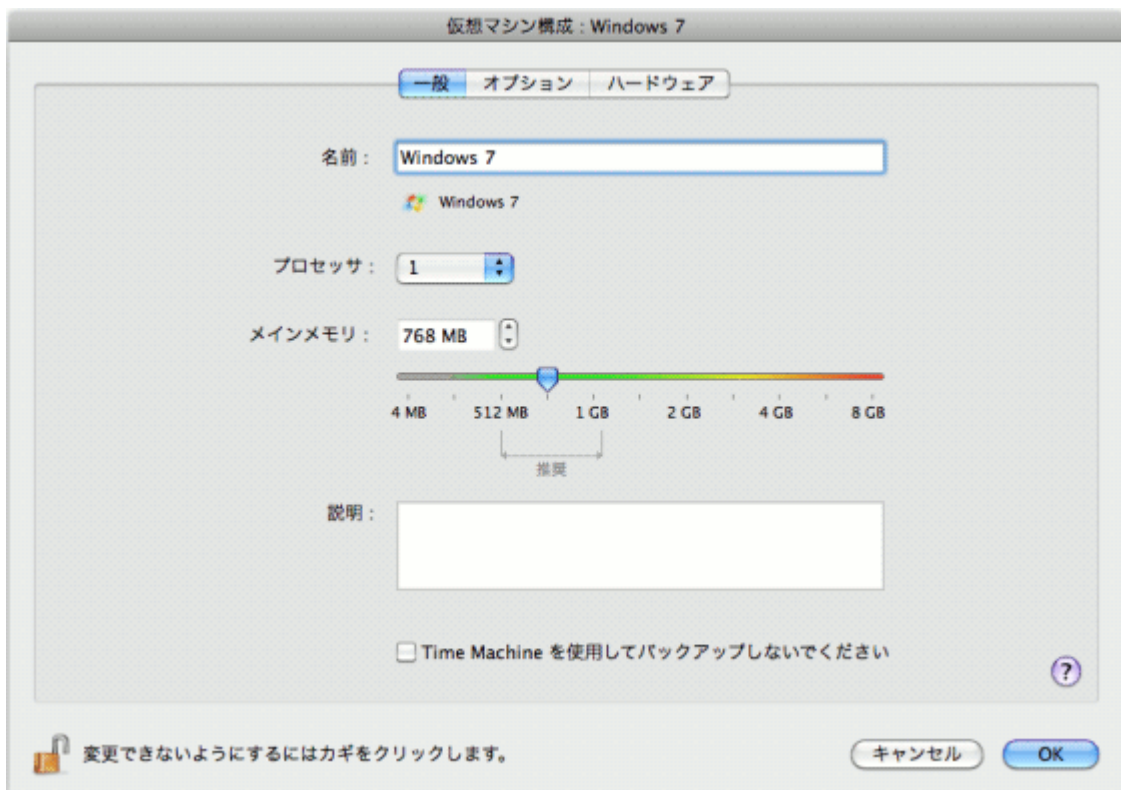 仮想マシン構成 : Windows 7
一般 オプション ハードウェア
名前 : Windows 7
Windows 7
プロセッサ : 1
メインメモリ : 768 MB
4 MB 512 MB 1 GB 2 GB 4 GB 8 GB
推奨
説明 :
Time Machine を使用してバックアップしないでください
?
変更できないようにするにはカギをクリックします。 キャンセル OK